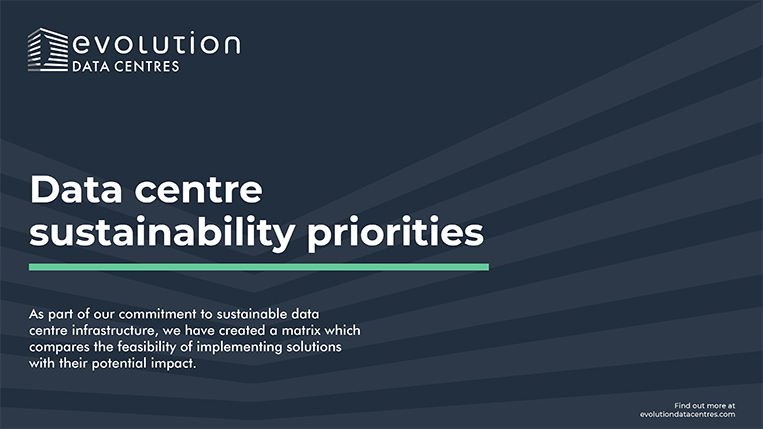 evolution
DATA CENTRES
Data centre
sustainability priorities
As part of our commitment to sustainable data
centre infrastructure, we have created a matrix which
compares the feasibility of implementing solutions
with their potential impact.
Find out more at
evolutiondatacentres.com